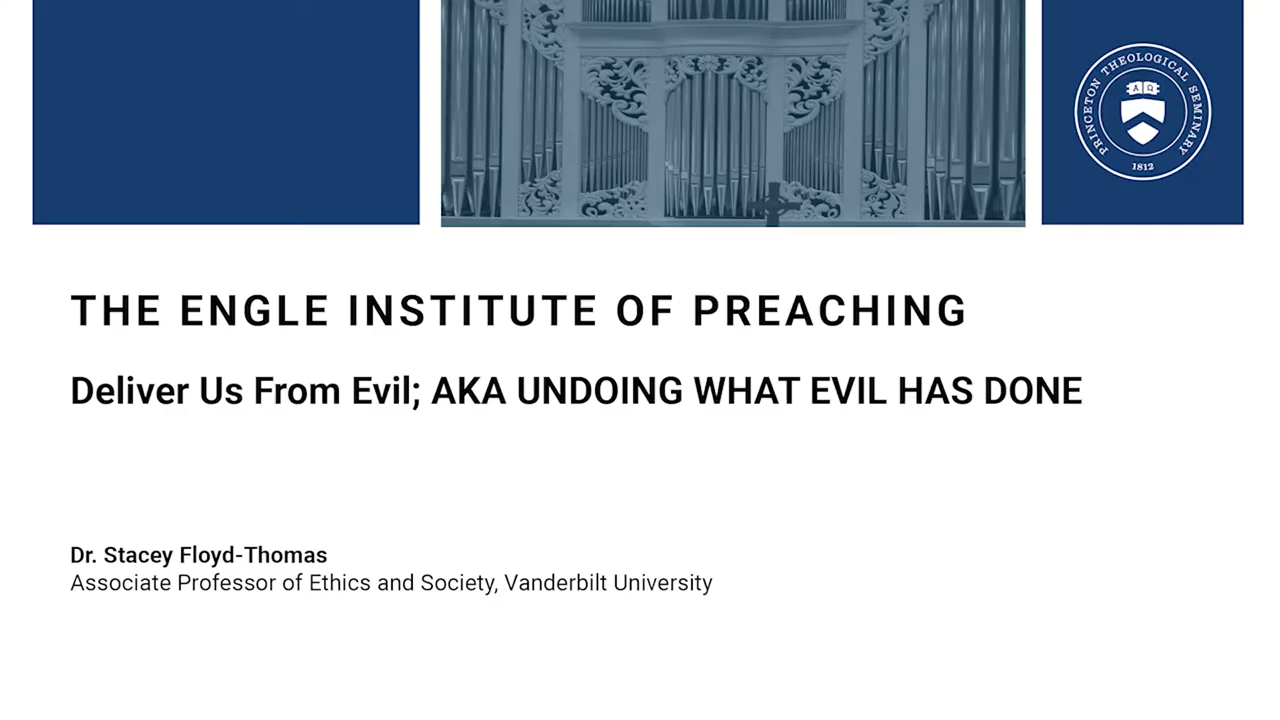 PRINCETON THEOLOGICAL SEMINARY
A Ω
1812
THE ENGLE INSTITUTE OF PREACHING
Deliver Us From Evil; AKA UNDOING WHAT EVIL HAS DONE
Dr. Stacey Floyd-Thomas
Associate Professor of Ethics and Society, Vanderbilt University